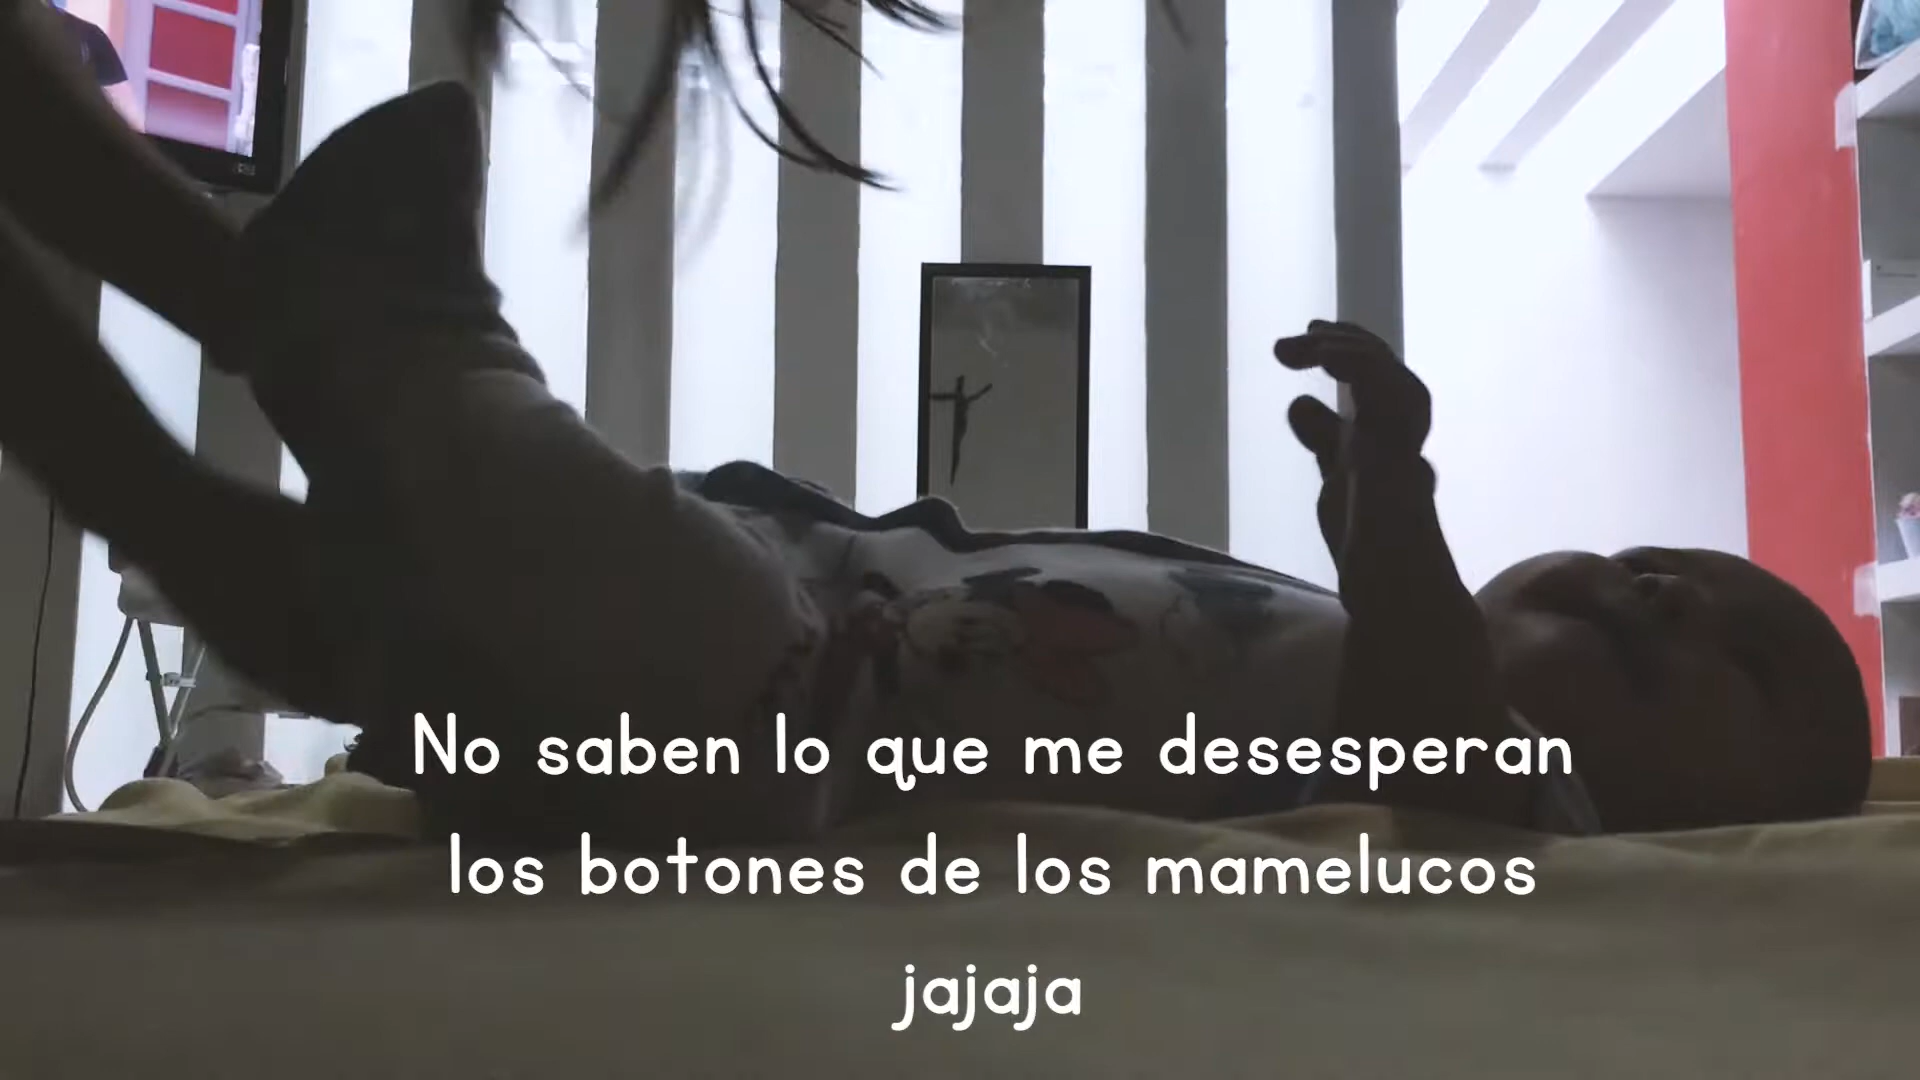 No saben lo que me desesperan
los botones de los mamelucos
jajaja